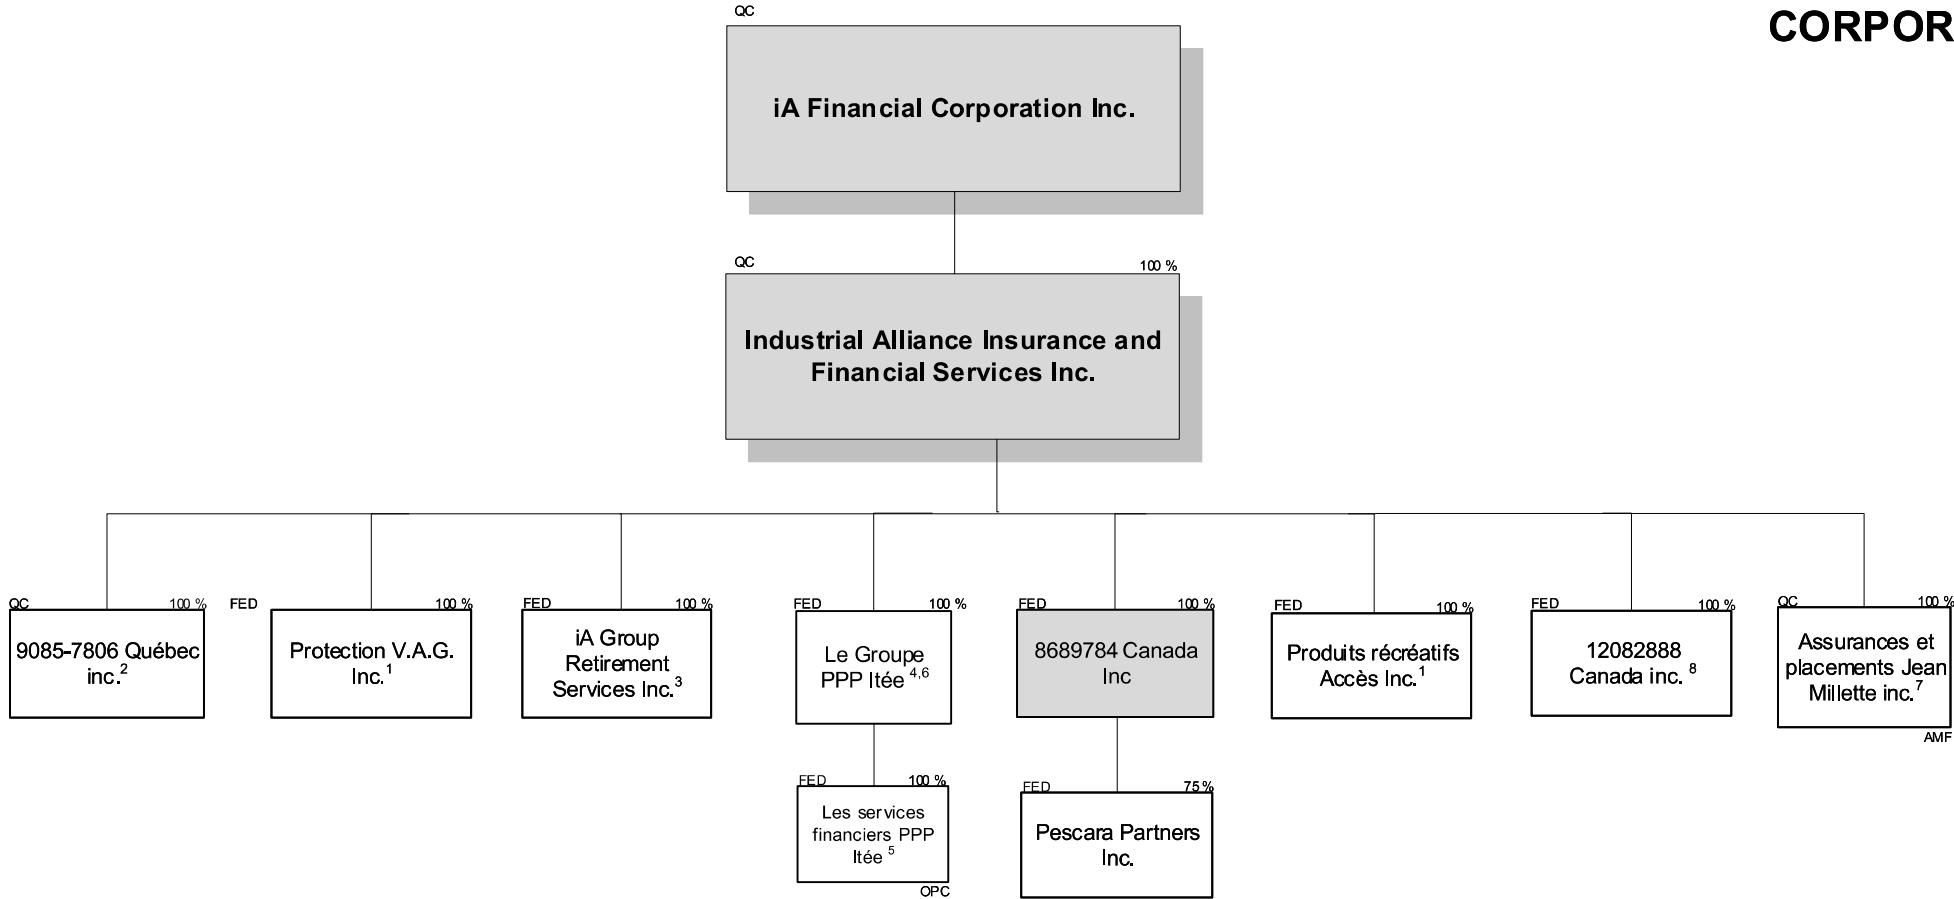 QC
CORPOR
iA Financial Corporation Inc.
QC 100 %
Industrial Alliance Insurance and
Financial Services Inc.
QC 100 %
9085-7806 Québec
inc.2
FED 100 %
Protection V.A.G.
Inc.1
FED 100 %
iA Group
Retirement
Services Inc.3
FED 100 %
Le Groupe
PPP ltée 4,6
FED 100 %
8689784 Canada
Inc
FED 100 %
Produits récréatifs
Accès Inc.1
FED 100 %
12082888
Canada inc. 8
QC 100 %
Assurances et
placements Jean
Millette inc.7
AMF
FED 100 %
Les services
financiers PPP
ltée 5
OPC
FED 75 %
Pescara Partners
Inc.